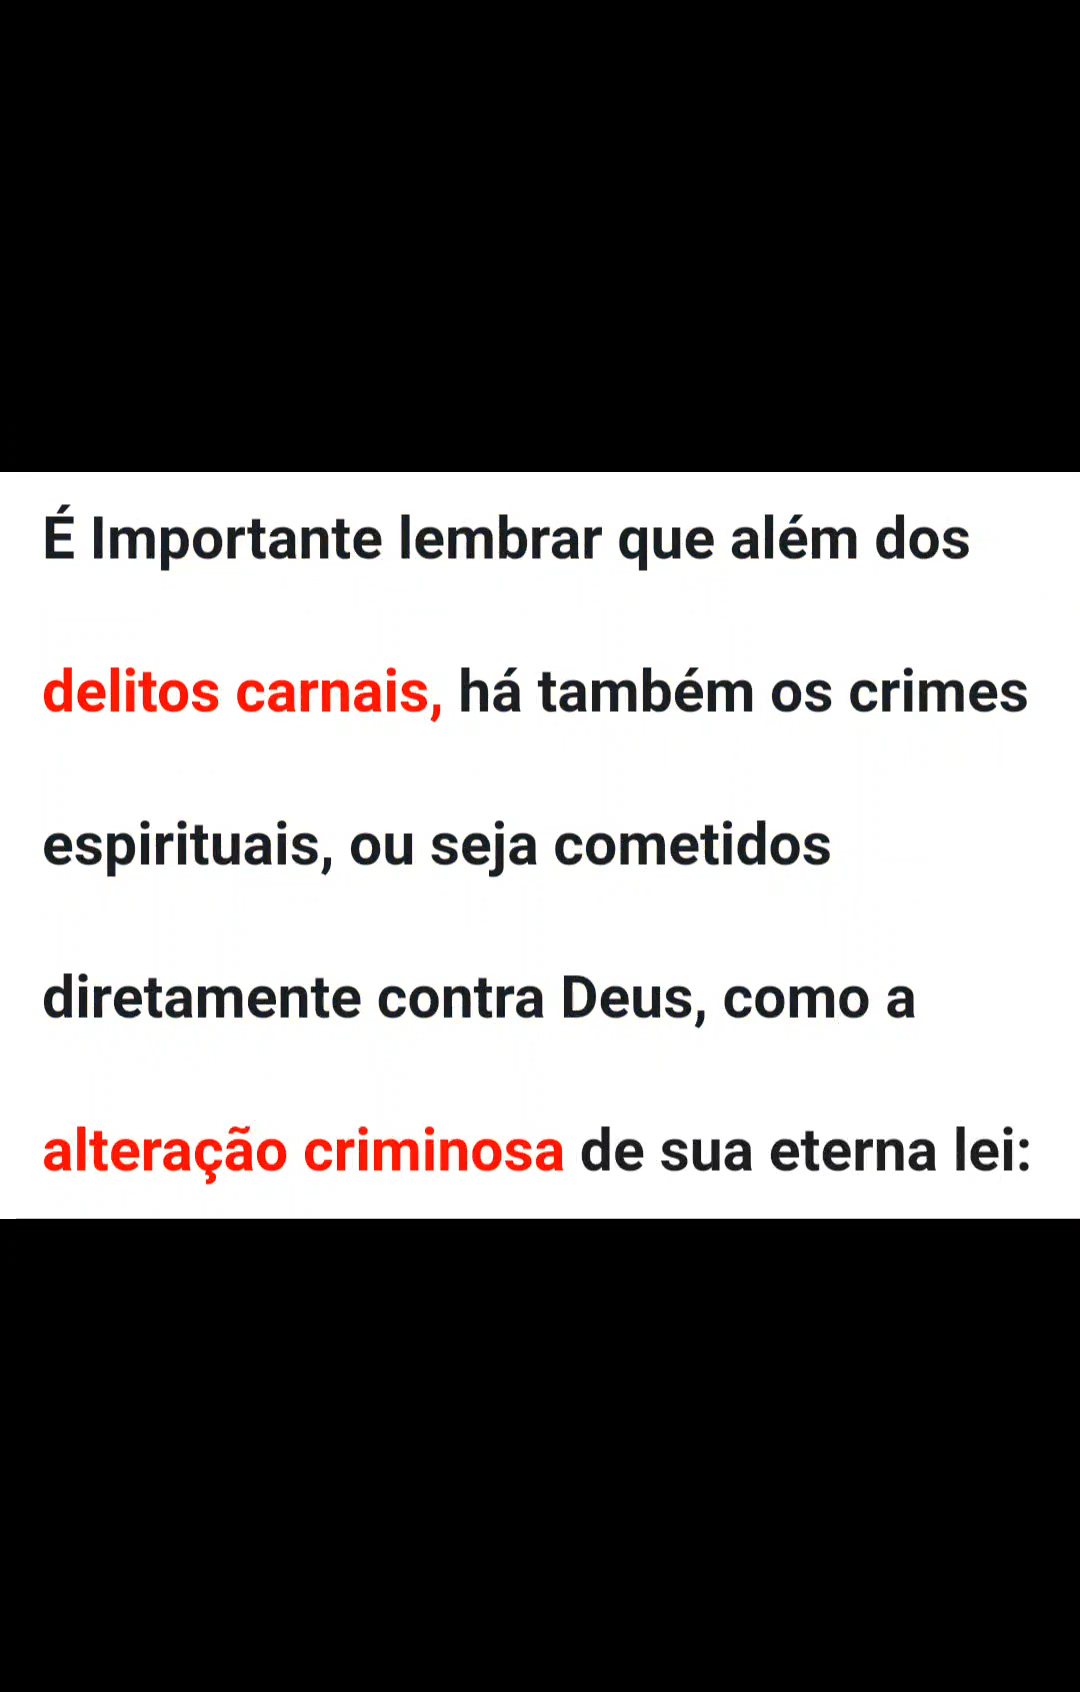 É Importante lembrar que além dos
delitos carnais, há também os crimes
espirituais, ou seja cometidos
diretamente contra Deus, como a
alteração criminosa de sua eterna lei: